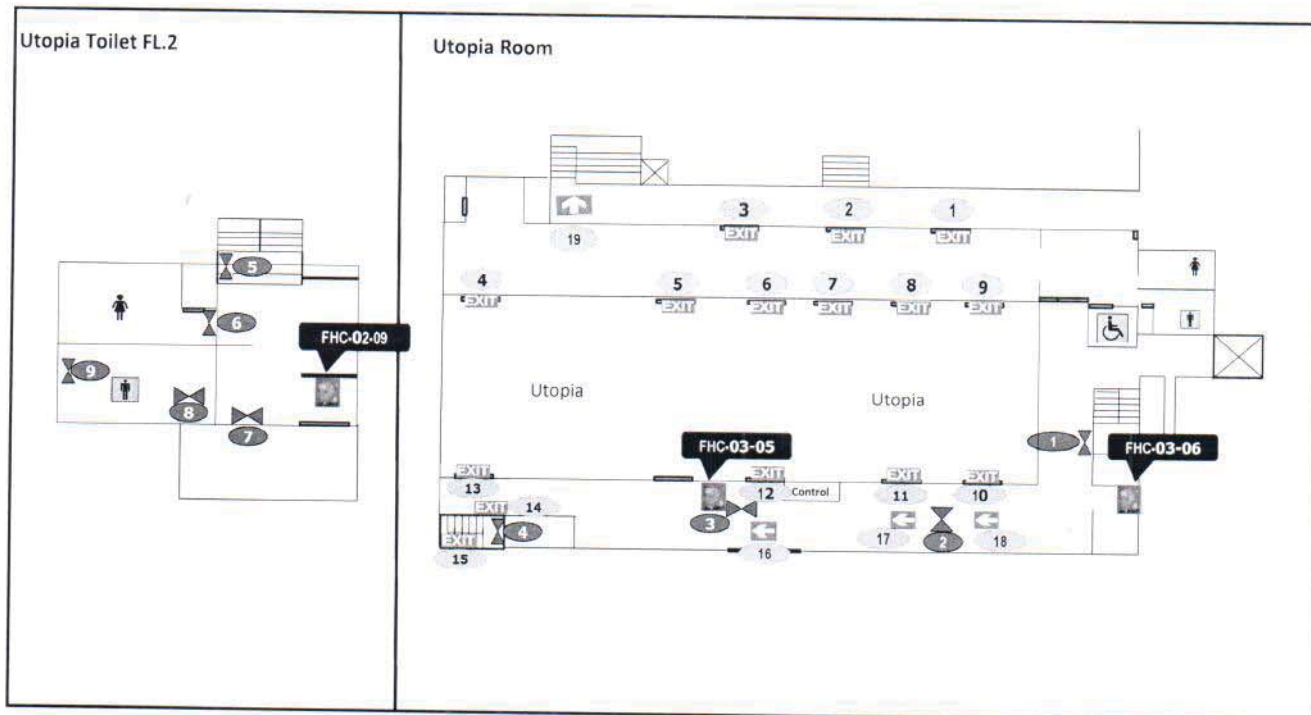 Utopia Toilet FL.2
5
6
FHC-02-09
9
8
7
Utopia Room
3
2
1
EXIT
EXIT
EXIT
19
4
5
6
7
8
9
EXIT
EXIT
EXIT
EXIT
EXIT
EXIT
Utopia
Utopia
1
FHC-03-05
FHC-03-06
EXIT
EXIT
EXIT
EXIT
13
12
Control
11
10
EXIT
14
3
4
2
EXIT
15
16
17
18